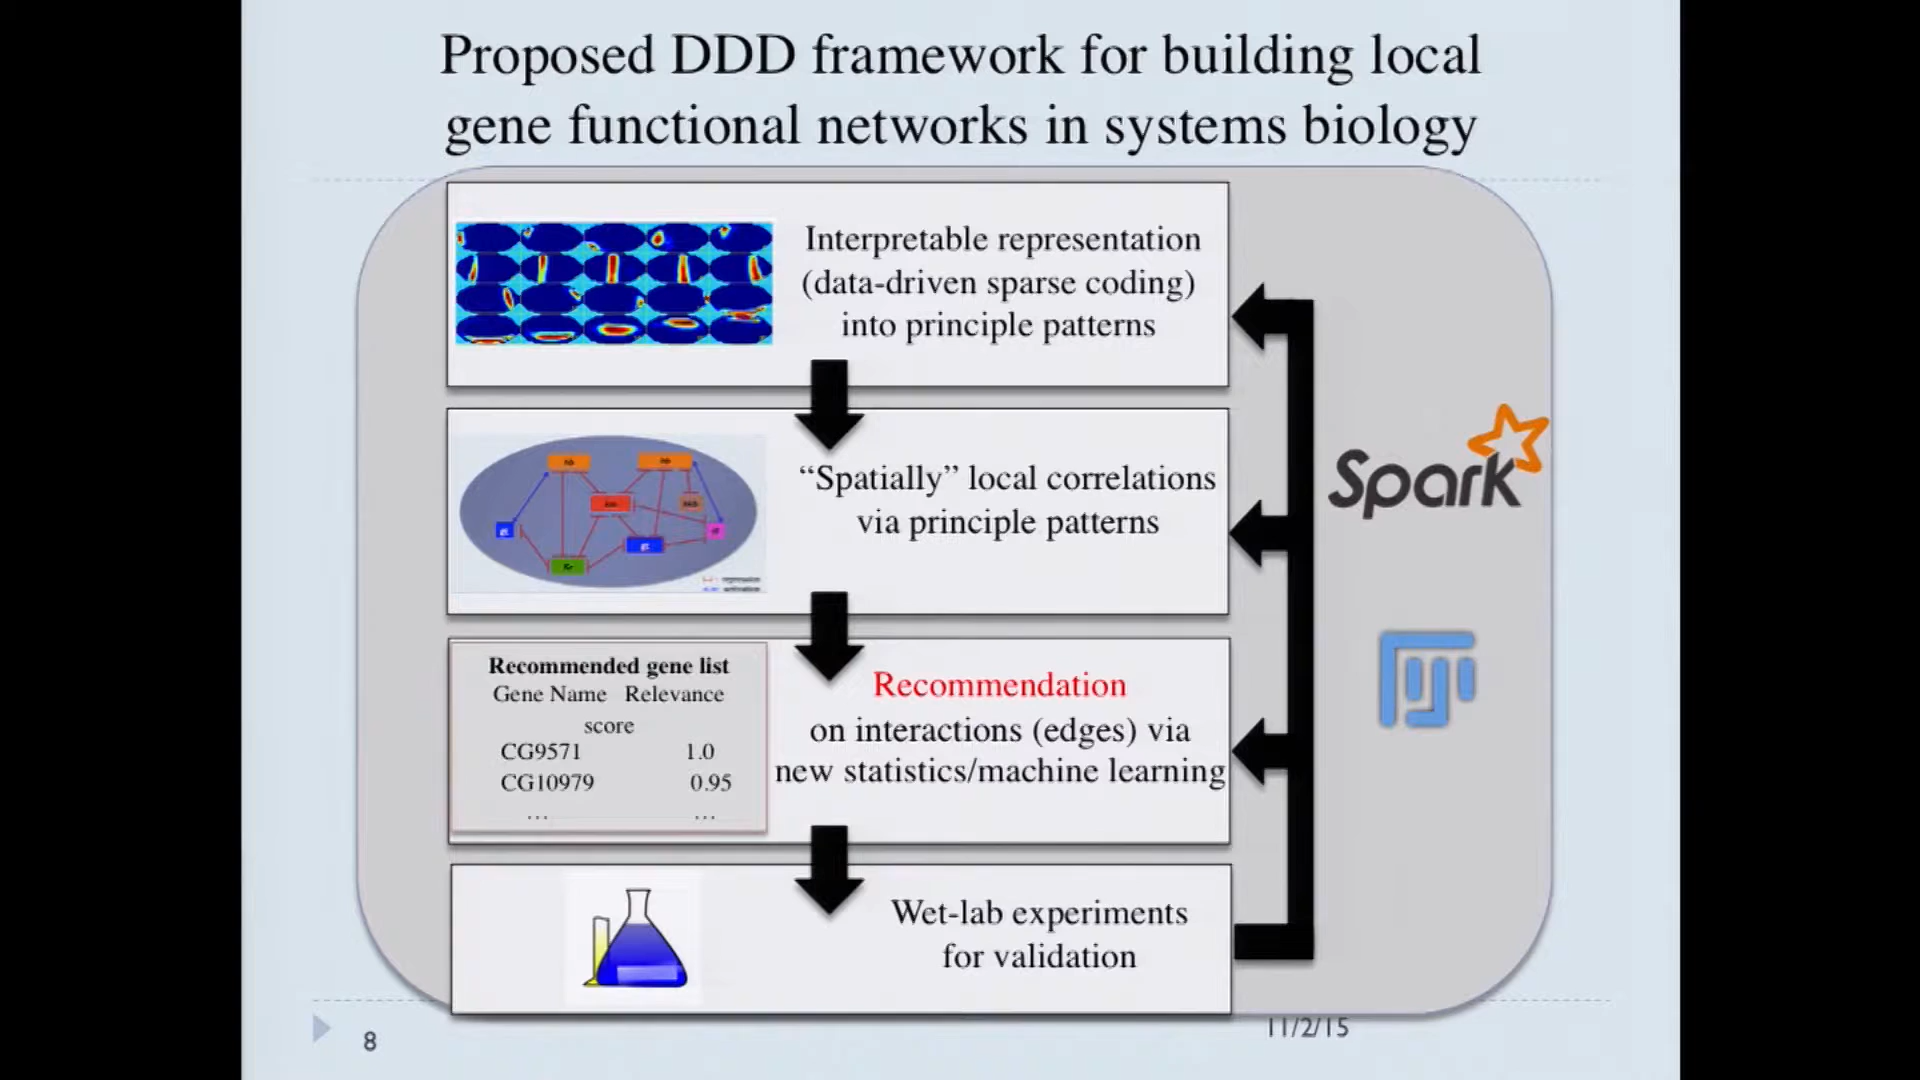 Proposed DDD framework for building local
gene functional networks in systems biology
Interpretable representation
(data-driven sparse coding)
into principle patterns
“Spatially” local correlations
via principle patterns
Spark
Recommended gene list
Gene Name Relevance
score
CG9571 1.0
CG10979 0.95
... ...
Recommendation
on interactions (edges) via
new statistics/machine learning
Wet-lab experiments
for validation
8
11/2/15